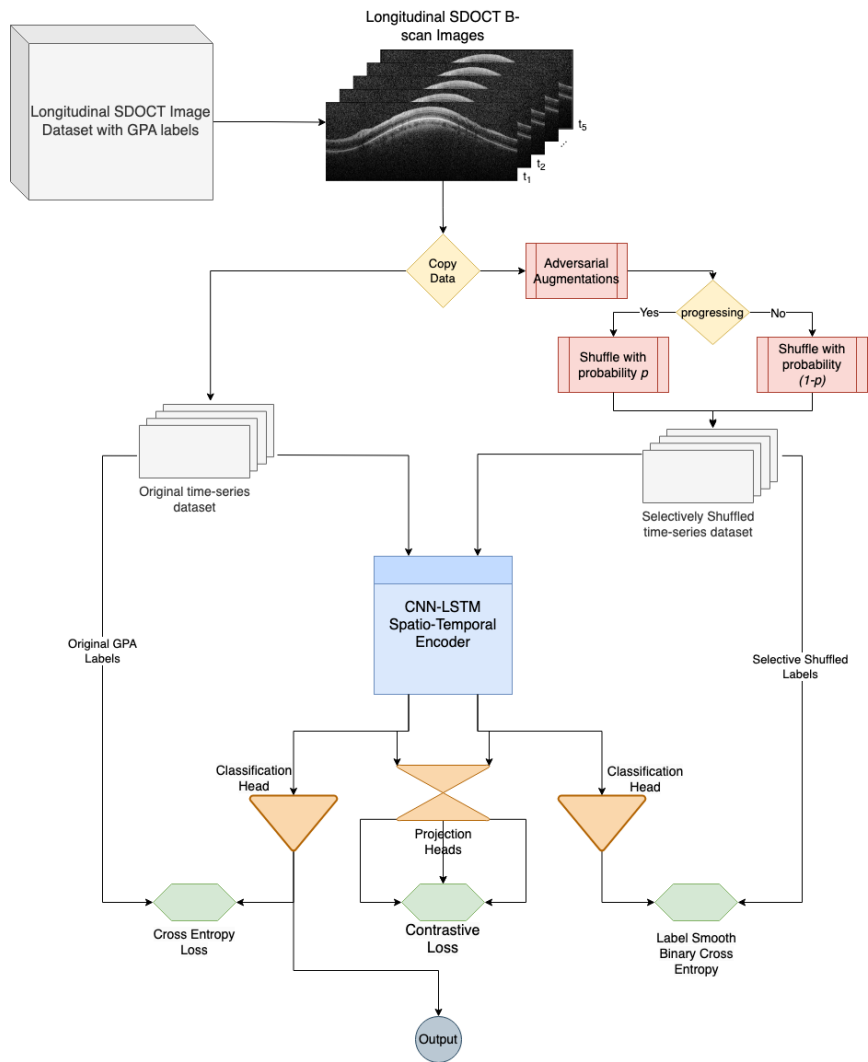 Longitudinal SDOCT B-
scan Images
Longitudinal SDOCT Image
Dataset with GPA labels
t5
...
t2
t1
Copy
Data
Adversarial
Augmentations
progressing
Yes
No
Shuffle with
probability p
Shuffle with
probability
(1-p)
Original time-series
dataset
Selectively Shuffled
time-series dataset
CNN-LSTM
Spatio-Temporal
Encoder
Original GPA
Labels
Selective Shuffled
Labels
Classification
Head
Classification
Head
Projection
Heads
Cross Entropy
Loss
Contrastive
Loss
Label Smooth
Binary Cross
Entropy
Output